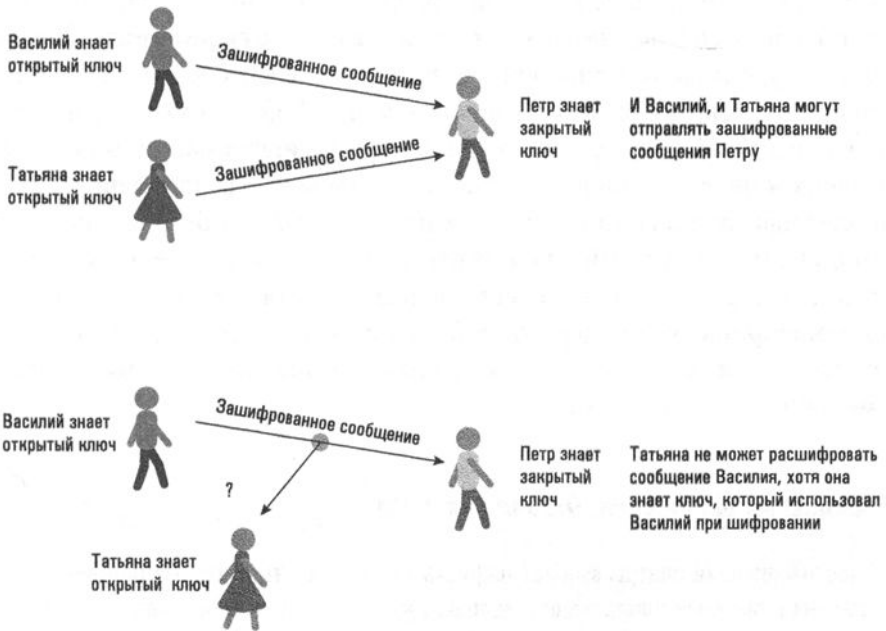 Василий знает
открытый ключ
Зашифрованное сообщение
Татьяна знает
открытый ключ
Зашифрованное сообщение
Петр знает
закрытый
ключ
И Василий, и Татьяна могут
отправлять зашифрованные
сообщения Петру
Василий знает
открытый ключ
Зашифрованное сообщение
?
Татьяна знает
открытый ключ
Петр знает
закрытый
ключ
Татьяна не может расшифровать
сообщение Василия, хотя она
знает ключ, который использовал
Василий при шифровании